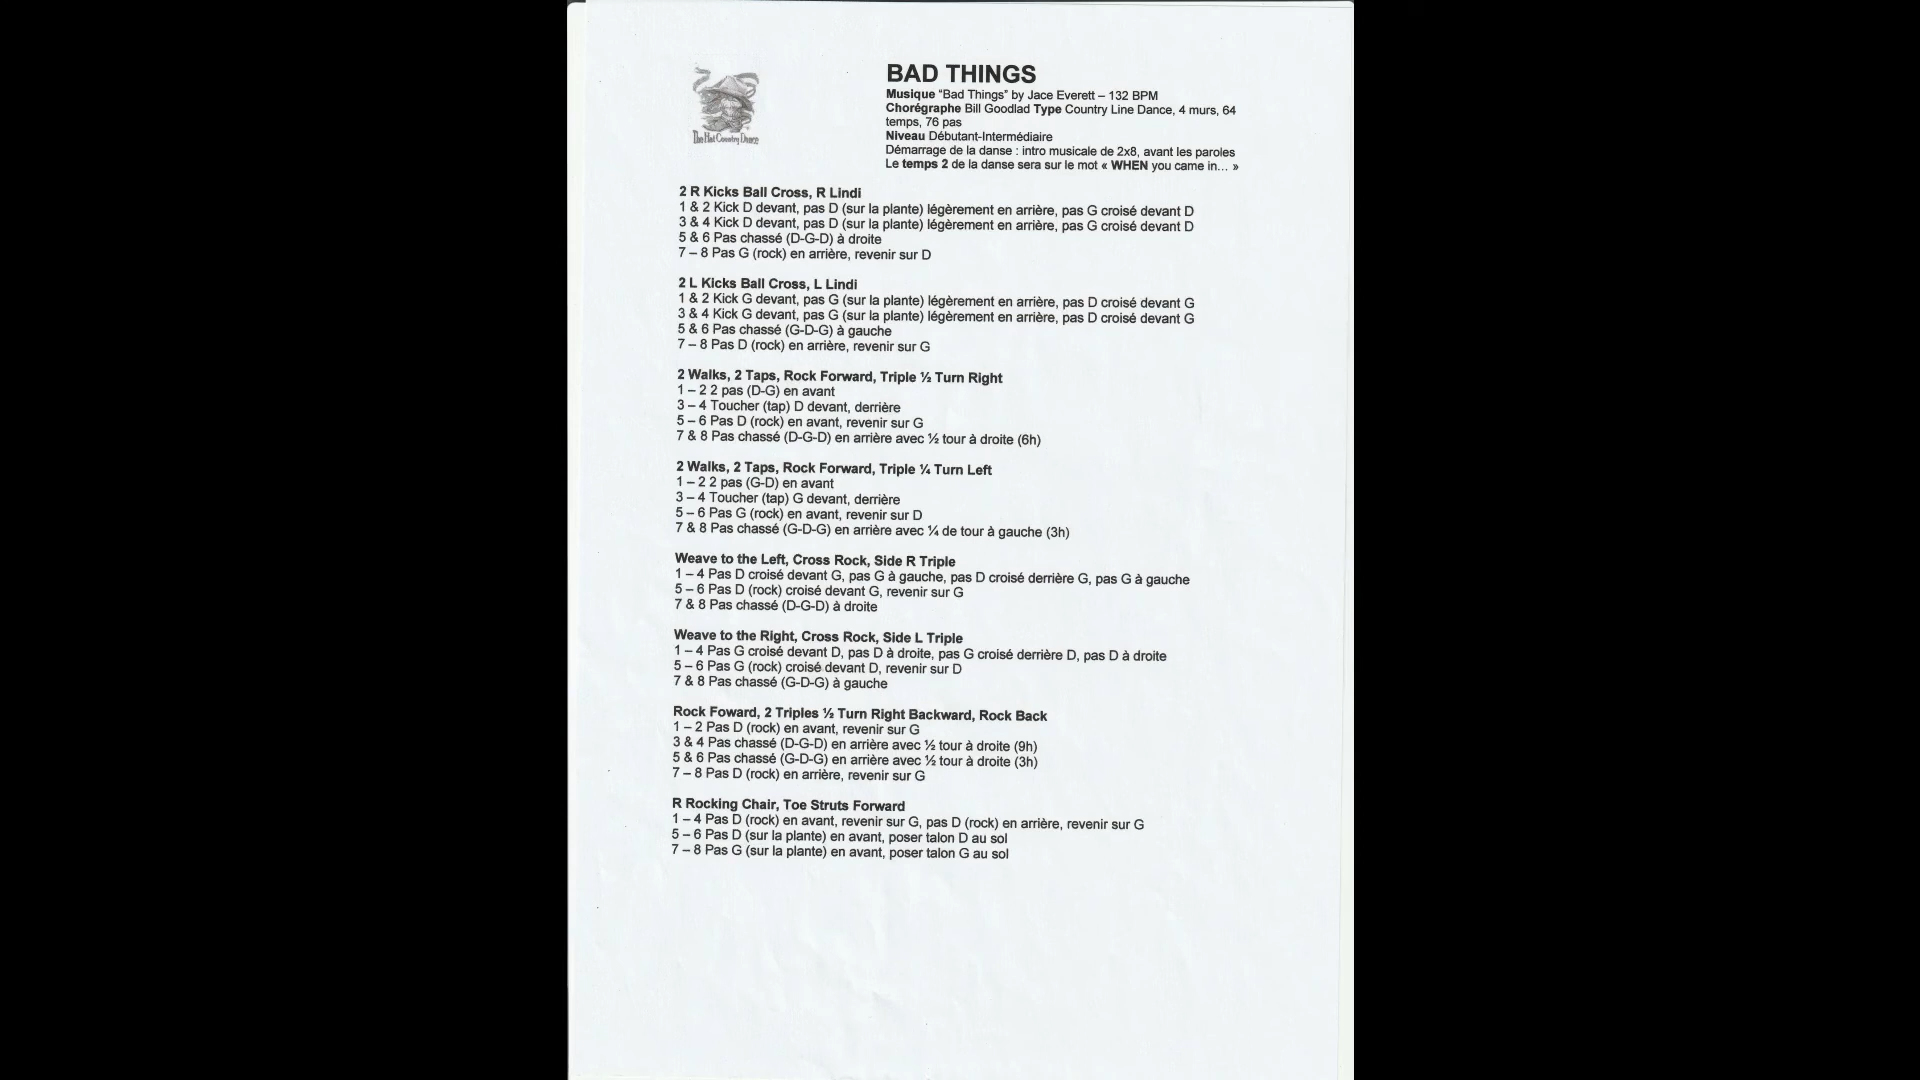 The Hat Country Dance
BAD THINGS
Musique "Bad Things" by Jace Everett – 132 BPM
Chorégraphe Bill Goodlad Type Country Line Dance, 4 murs, 64
temps, 76 pas
Niveau Débutant-Intermédiaire
Démarrage de la danse : intro musicale de 2x8, avant les paroles
Le temps 2 de la danse sera sur le mot « WHEN you came in... »
2 R Kicks Ball Cross, R Lindi
1 & 2 Kick D devant, pas D (sur la plante) légèrement en arrière, pas G croisé devant D
3 & 4 Kick D devant, pas D (sur la plante) légèrement en arrière, pas G croisé devant D
5 & 6 Pas chassé (D-G-D) à droite
7 – 8 Pas G (rock) en arrière, revenir sur D
2 L Kicks Ball Cross, L Lindi
1 & 2 Kick G devant, pas G (sur la plante) légèrement en arrière, pas D croisé devant G
3 & 4 Kick G devant, pas G (sur la plante) légèrement en arrière, pas D croisé devant G
5 & 6 Pas chassé (G-D-G) à gauche
7 – 8 Pas D (rock) en arrière, revenir sur G
2 Walks, 2 Taps, Rock Forward, Triple ½ Turn Right
1 – 2 2 pas (D-G) en avant
3 – 4 Toucher (tap) D devant, derrière
5 – 6 Pas D (rock) en avant, revenir sur G
7 & 8 Pas chassé (D-G-D) en arrière avec ½ tour à droite (6h)
2 Walks, 2 Taps, Rock Forward, Triple ¼ Turn Left
1 – 2 2 pas (G-D) en avant
3 – 4 Toucher (tap) G devant, derrière
5 – 6 Pas G (rock) en avant, revenir sur D
7 & 8 Pas chassé (G-D-G) en arrière avec ¼ de tour à gauche (3h)
Weave to the Left, Cross Rock, Side R Triple
1 – 4 Pas D croisé devant G, pas G à gauche, pas D croisé derrière G, pas G à gauche
5 – 6 Pas D (rock) croisé devant G, revenir sur G
7 & 8 Pas chassé (D-G-D) à droite
Weave to the Right, Cross Rock, Side L Triple
1 – 4 Pas G croisé devant D, pas D à droite, pas G croisé derrière D, pas D à droite
5 – 6 Pas G (rock) croisé devant D, revenir sur D
7 & 8 Pas chassé (G-D-G) à gauche
Rock Foward, 2 Triples ½ Turn Right Backward, Rock Back
1 – 2 Pas D (rock) en avant, revenir sur G
3 & 4 Pas chassé (D-G-D) en arrière avec ½ tour à droite (9h)
5 & 6 Pas chassé (G-D-G) en arrière avec ½ tour à droite (3h)
7 – 8 Pas D (rock) en arrière, revenir sur G
R Rocking Chair, Toe Struts Forward
1 – 4 Pas D (rock) en avant, revenir sur G, pas D (rock) en arrière, revenir sur G
5 – 6 Pas D (sur la plante) en avant, poser talon D au sol
7 – 8 Pas G (sur la plante) en avant, poser talon G au sol